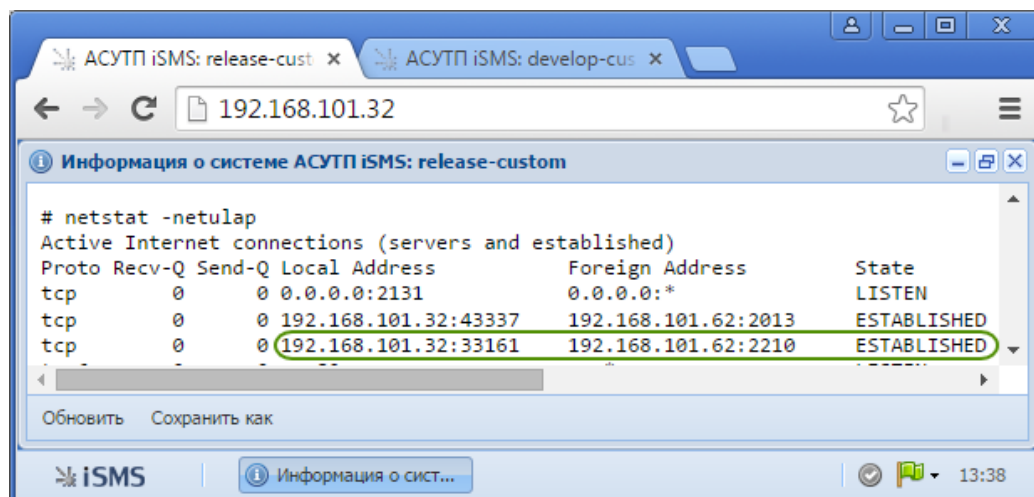 АСУТП iSMS: release-cust
АСУТП iSMS: develop-cus
192.168.101.32
Информация о системе АСУТП iSMS: release-custom
# netstat -netulap
Active Internet connections (servers and established)
Proto Recv-Q Send-Q Local Address Foreign Address State
tcp 0 0 0.0.0.0:2131 0.0.0.0:* LISTEN
tcp 0 0 192.168.101.32:43337 192.168.101.62:2013 ESTABLISHED
tcp 0 0 192.168.101.32:33161 192.168.101.62:2210 ESTABLISHED
Обновить Сохранить как
iSMS Информация о сист... 13:38